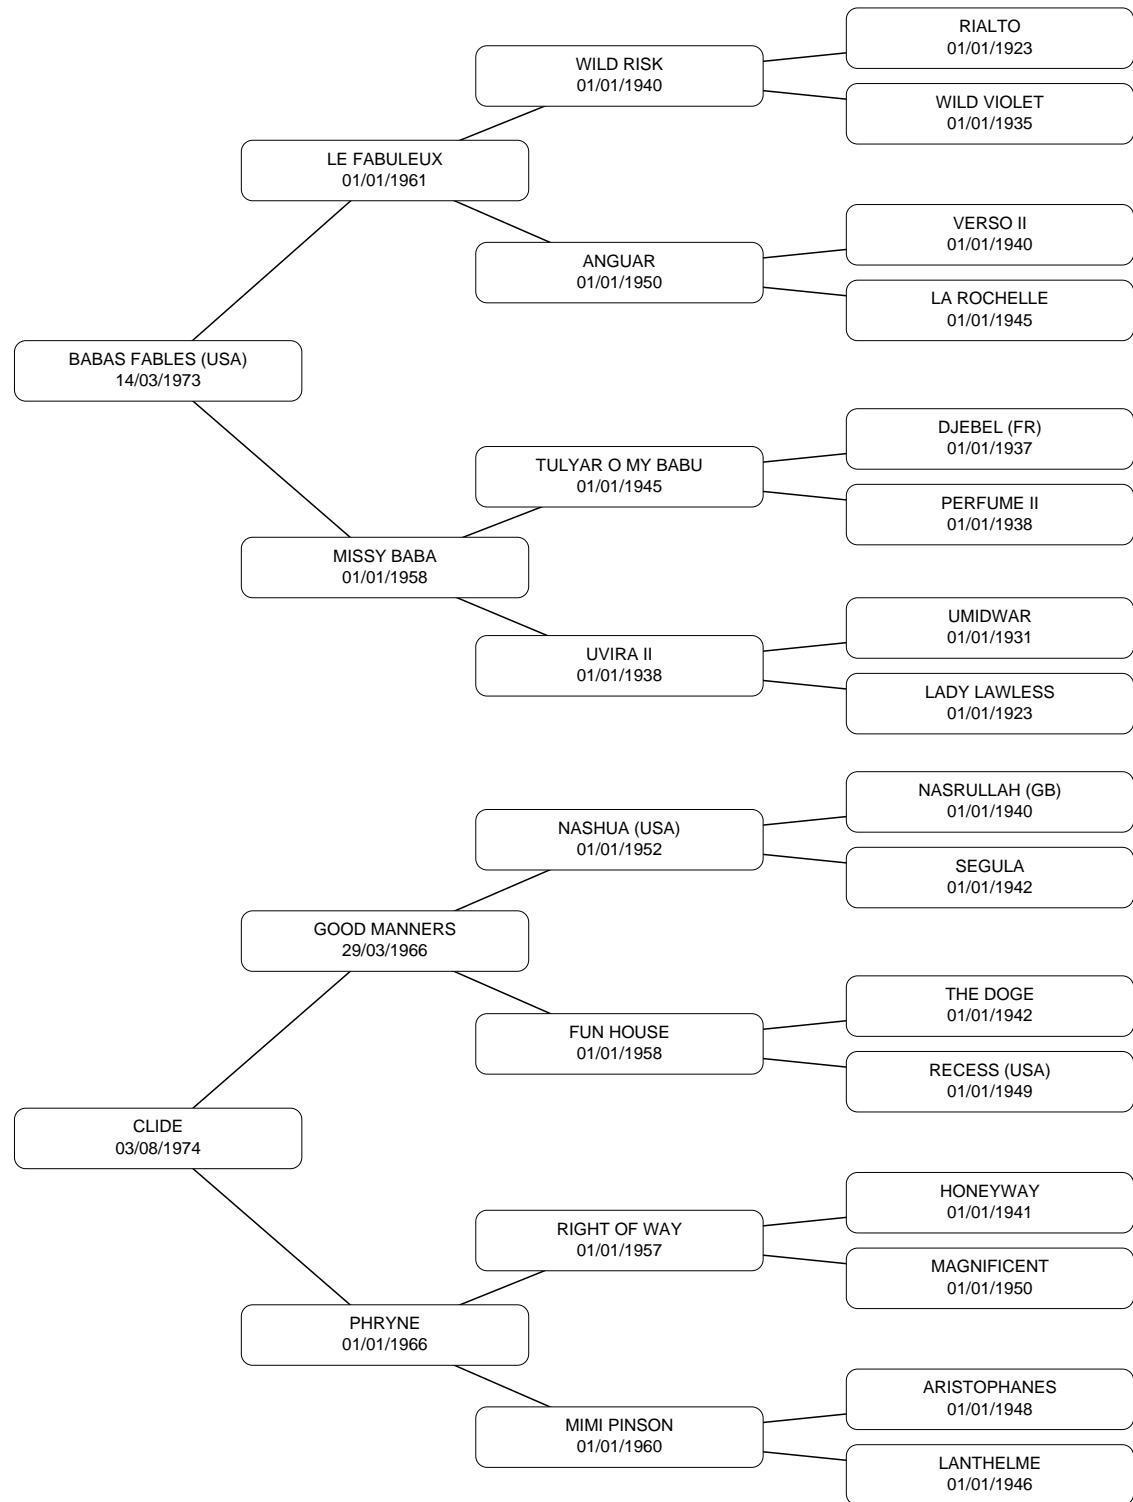 RIALTO
01/01/1923
WILD RISK
01/01/1940
WILD VIOLET
01/01/1935
LE FABULEUX
01/01/1961
VERSO II
01/01/1940
ANGUAR
01/01/1950
LA ROCHELLE
01/01/1945
BABAS FABLES (USA)
14/03/1973
DJEBEL (FR)
01/01/1937
TULYAR O MY BABU
01/01/1945
PERFUME II
01/01/1938
MISSY BABA
01/01/1958
UMIDWAR
01/01/1931
UVIRA II
01/01/1938
LADY LAWLESS
01/01/1923
NASRULLAH (GB)
01/01/1940
NASHUA (USA)
01/01/1952
SEGULA
01/01/1942
GOOD MANNERS
29/03/1966
THE DOGE
01/01/1942
FUN HOUSE
01/01/1958
RECESS (USA)
01/01/1949
CLIDE
03/08/1974
HONEYWAY
01/01/1941
RIGHT OF WAY
01/01/1957
MAGNIFICENT
01/01/1950
PHRYNE
01/01/1966
ARISTOPHANES
01/01/1948
MIMI PINSON
01/01/1960
LANTHELME
01/01/1946